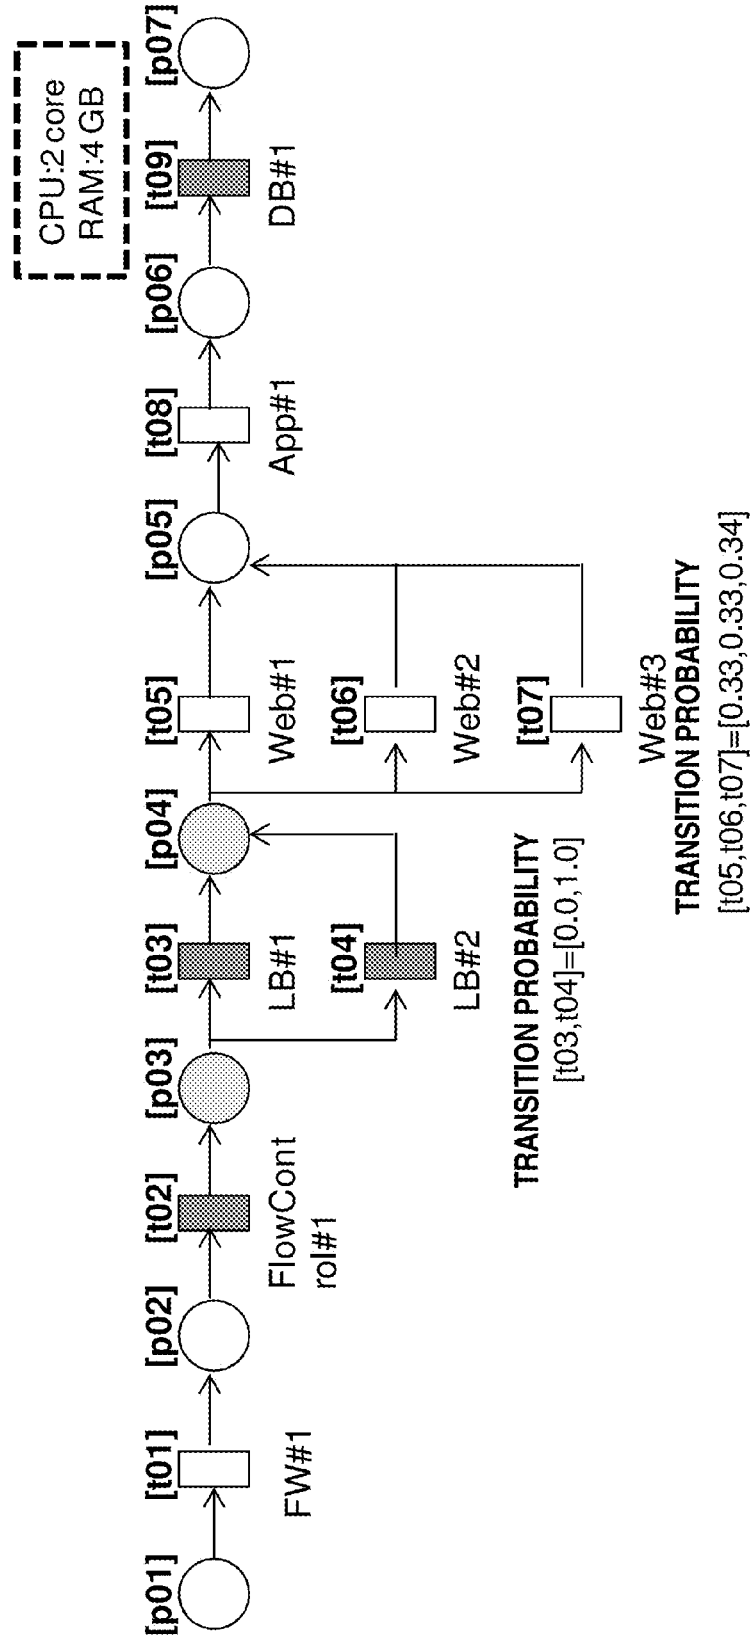 [p01]
[t01]
FW#1
[p02]
[t02]
FlowCont
rol#1
[p03]
[t03]
LB#1
[t04]
LB#2
TRANSITION PROBABILITY
[t03,t04]=[0.0,1.0]
[p04]
[t05]
Web#1
[t06]
Web#2
[t07]
Web#3
TRANSITION PROBABILITY
[t05,t06,t07]=[0.33,0.33,0.34]
[p05]
[t08]
App#1
[p06]
[t09]
DB#1
CPU:2 core
RAM:4 GB
[p07]